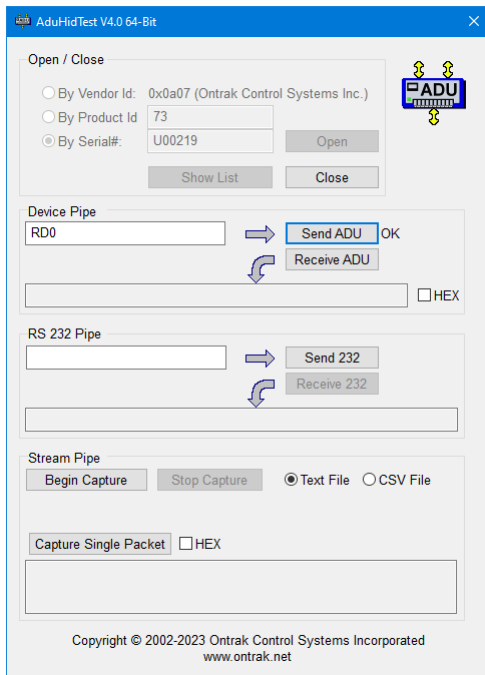 AduHidTest V4.0 64-Bit
Open / Close
By Vendor Id: 0x0a07 (Ontrak Control Systems Inc.)
ADU
By Product Id 73
By Serial#: U00219 Open
Show List Close
Device Pipe
RD0 Send ADU OK
Receive ADU
HEX
RS 232 Pipe
Send 232
Receive 232
Stream Pipe
Begin Capture Stop Capture Text File CSV File
Capture Single Packet HEX
Copyright © 2002-2023 Ontrak Control Systems Incorporated
www.ontrak.net